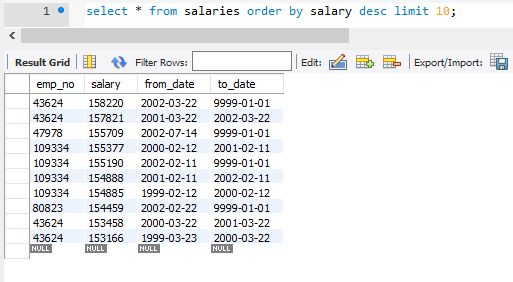 1 select * from salaries order by salary desc limit 10;
Result Grid Filter Rows: Edit: Export/Import:
emp_no salary from_date to_date
43624 158220 2002-03-22 9999-01-01
43624 157821 2001-03-22 2002-03-22
47978 155709 2002-07-14 9999-01-01
109334 155377 2000-02-12 2001-02-11
109334 155190 2002-02-11 9999-01-01
109334 154888 2001-02-11 2002-02-11
109334 154885 1999-02-12 2000-02-12
80823 154459 2002-02-22 9999-01-01
43624 153458 2000-03-22 2001-03-22
43624 153166 1999-03-23 2000-03-22
NULL NULL NULL NULL